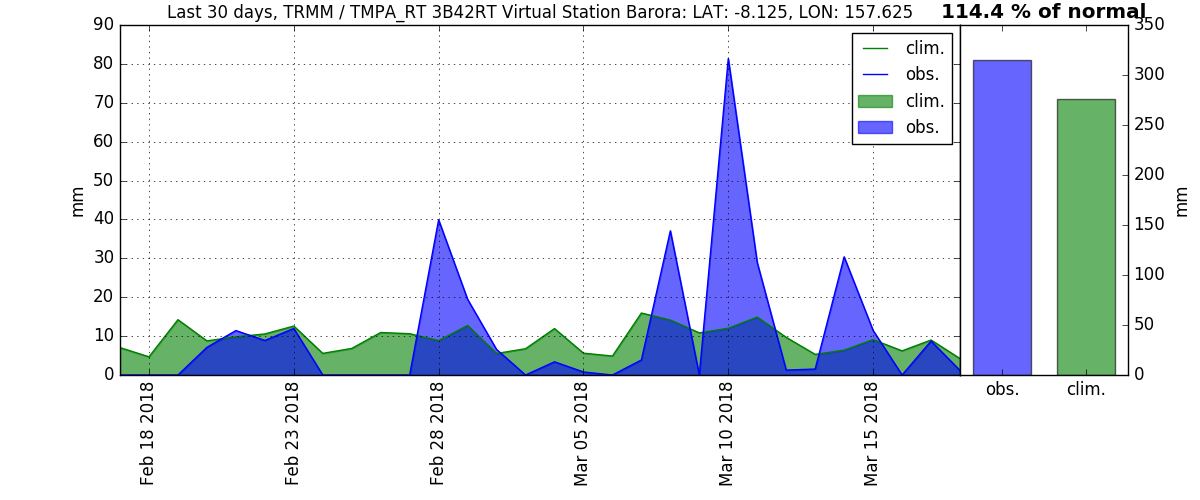 Last 30 days, TRMM / TMPA_RT 3B42RT Virtual Station Barora: LAT: -8.125, LON: 157.625
114.4 % of normal
90
80
70
60
50
40
30
20
10
0
mm
clim.
obs.
clim.
obs.
350
300
250
200
150
100
50
0
mm
obs.
clim.
Feb 18 2018
Feb 23 2018
Feb 28 2018
Mar 05 2018
Mar 10 2018
Mar 15 2018